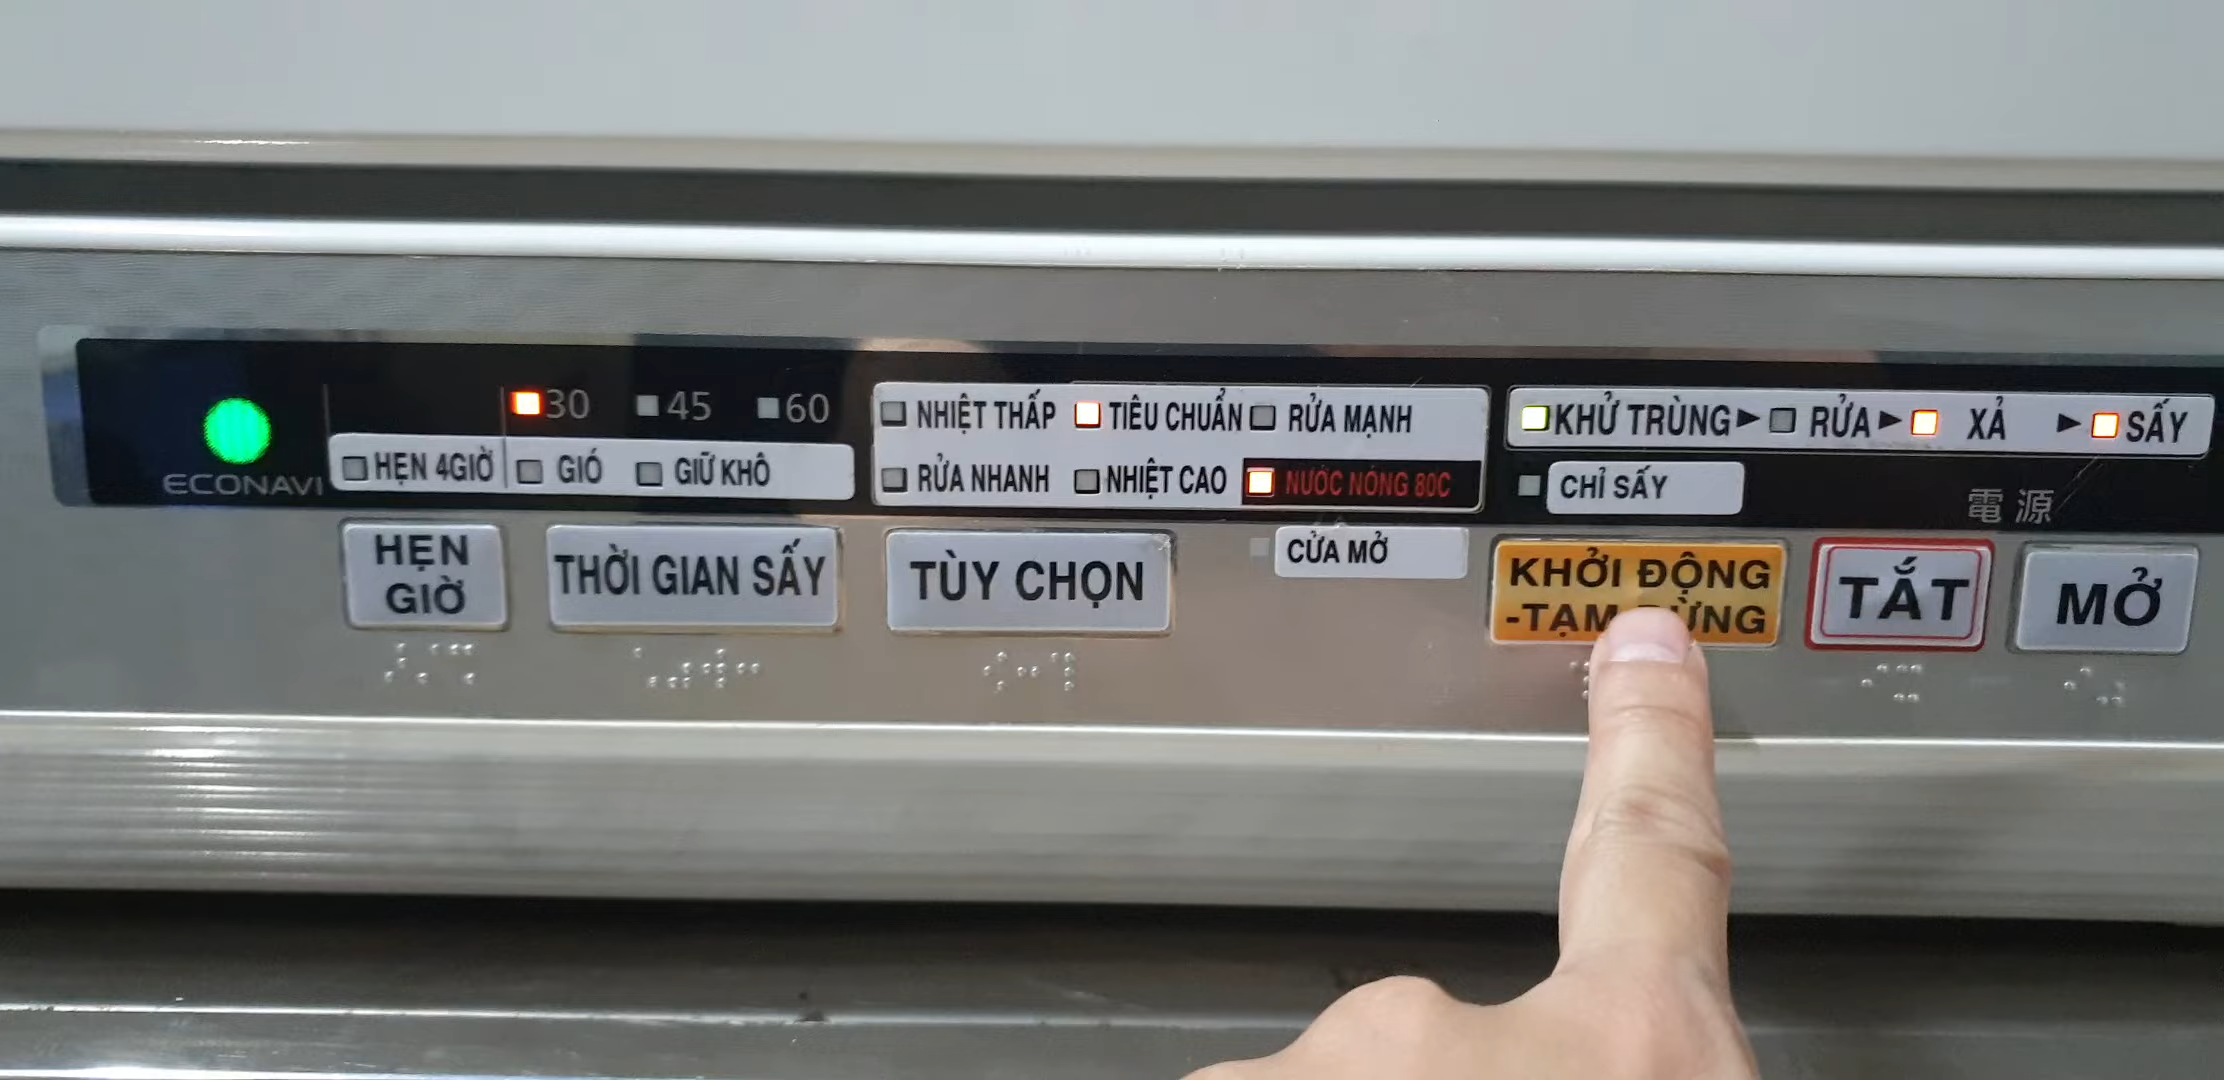 30 45 60
ECONAVI
HẸN 4GIỜ GIÓ GIỮ KHÔ
NHIỆT THẤP TIÊU CHUẨN RỬA MẠNH
RỬA NHANH NHIỆT CAO NƯỚC NÓNG 80C
KHỬ TRÙNG ► RỬA ► XẢ ► SẤY
CHỈ SẤY
電源
HẸN
GIỜ
THỜI GIAN SẤY
TÙY CHỌN
CỬA MỞ
KHỞI ĐỘNG
-TẠM DỪNG
TẮT
MỞ